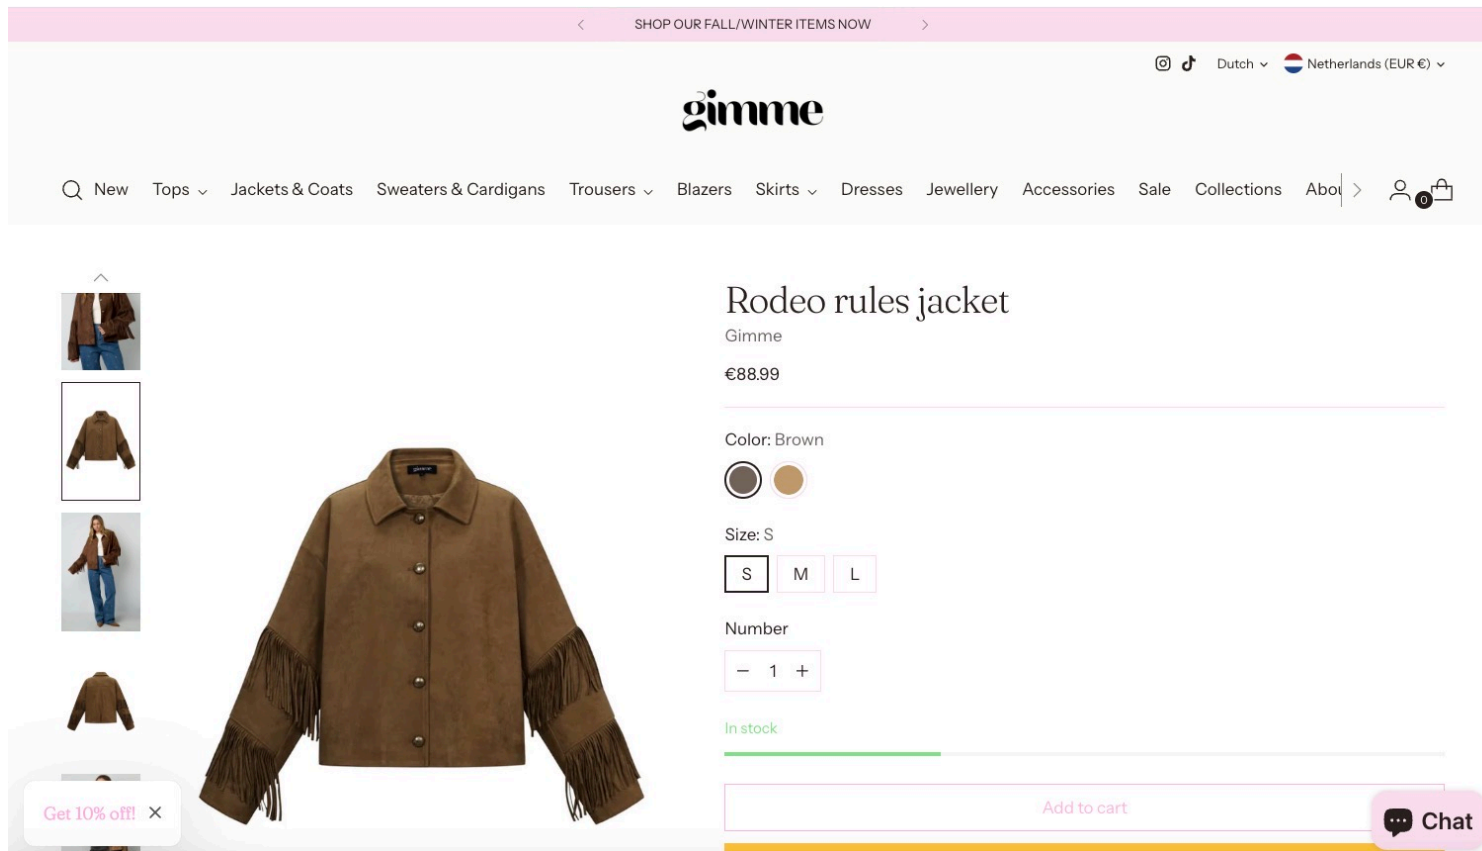 SHOP OUR FALL/WINTER ITEMS NOW
Dutch
Netherlands (EUR €)
gimme
New
Tops
Jackets & Coats
Sweaters & Cardigans
Trousers
Blazers
Skirts
Dresses
Jewellery
Accessories
Sale
Collections
Abou
0
Rodeo rules jacket
Gimme
€88.99
Color: Brown
Size: S
S
M
L
Number
1
In stock
Add to cart
gimme
Get 10% off!
Chat